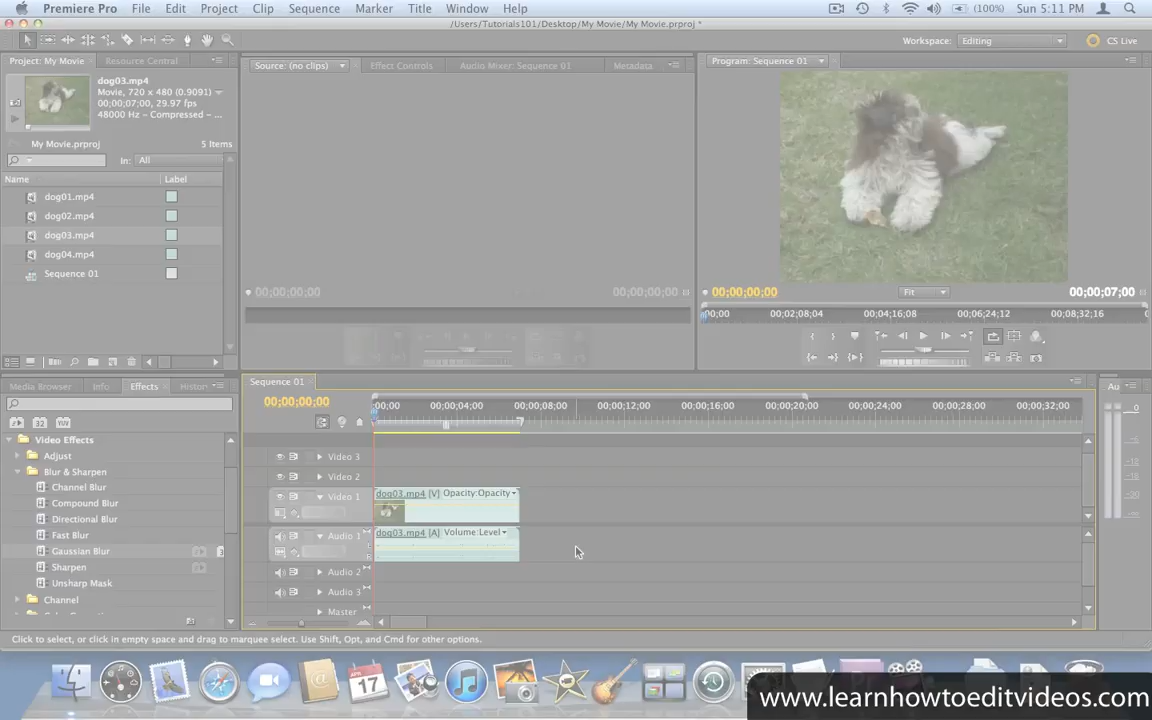 Premiere Pro File Edit Project Clip Sequence Marker Title Window Help (100%) Sun 5:11 PM
/Users/Tutorials101/Desktop/My Movie/My Movie.prproj *
Workspace: Editing CS Live
Project: My Movie Resource Central
Source: (no clips) Effect Controls Audio Mixer: Sequence 01 Metadata
Program: Sequence 01
dog03.mp4
Movie, 720 x 480 (0.9091)
00;00;07;00, 29.97 fps
48000 Hz – Compressed – ...
My Movie.prproj 5 Items
In: All
Name Label
dog01.mp4
dog02.mp4
dog03.mp4
dog04.mp4
Sequence 01
00;00;00;00 00;00;00;00
00;00;00;00 Fit 00;00;07;00
00;00 00;02;08;04 00;04;16;08 00;06;24;12 00;08;32;16
Media Browser Info Effects Histor
32
Video Effects
Adjust
Blur & Sharpen
Channel Blur
Compound Blur
Directional Blur
Fast Blur
Gaussian Blur
Sharpen
Unsharp Mask
Channel
Sequence 01
00;00;00;00
;00;00 00;00;04;00 00;00;08;00 00;00;12;00 00;00;16;00 00;00;20;00 00;00;24;00 00;00;28;00 00;00;32;00
Video 3
Video 2
Video 1 dog03.mp4 [V] Opacity:Opacity
Audio 1 dog03.mp4 [A] Volume:Level
Audio 2
Audio 3
Master
Au
0
-6
-12
-18
Click to select, or click in empty space and drag to marquee select. Use Shift, Opt, and Cmd for other options.
APR
17
www.learnhowtoeditvideos.com